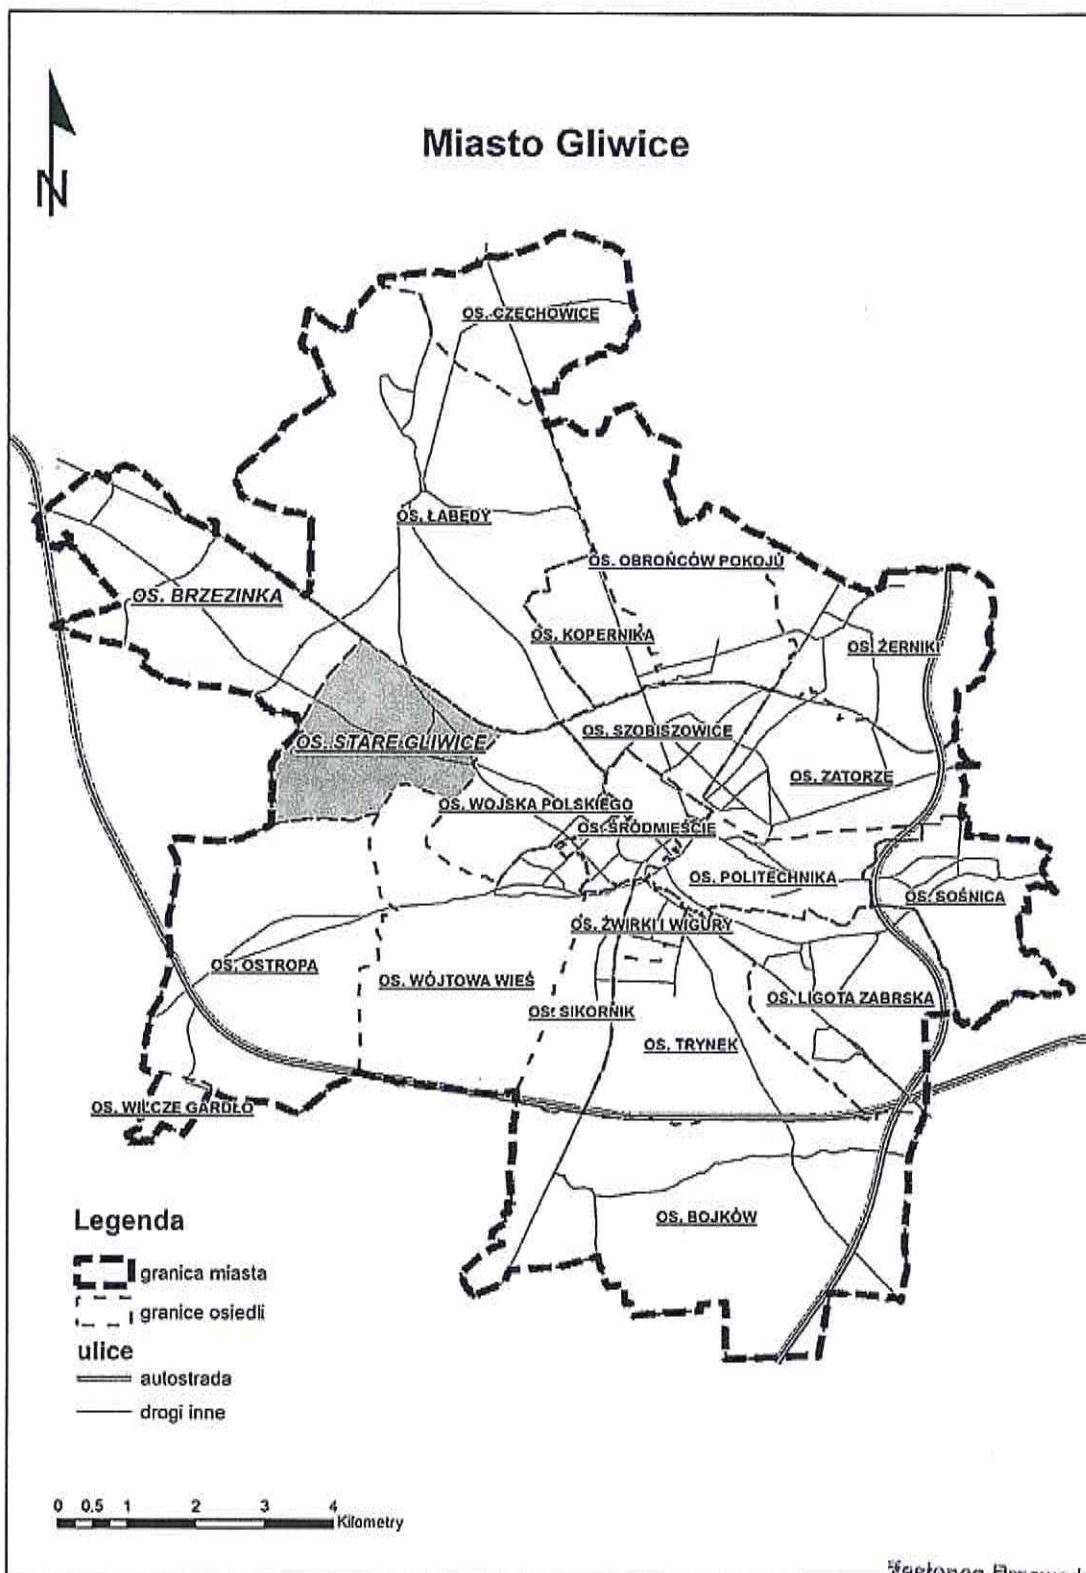 Miasto Gliwice
N
OS. CZECHOWICE
OS. ŁABĘDY
OS. OBROŃCÓW POKOJU
OS. BRZEZINKA
OS. KOPERNIKA
OS. ŻERNIKI
OS. STARE GLIWICE
OS. SZOBISZOWICE
OS. ZATORZE
OS. WOJSKA POLSKIEGO
OS. ŚRÓDMIEŚCIE
OS. POLITECHNIKA
OS. SOŚNICA
OS. ŻWIRKI I WIGURY
OS. OSTROPA
OS. WÓJTOWA WIEŚ
OS. LIGOTA ZABRSKA
OS. SIKORNIK
OS. TRYNEK
OS. WILCZE GARDŁO
OS. BOJKÓW
Legenda
granica miasta
granice osiedli
ulice
autostrada
drogi inne
0 0.5 1 2 3 4
Kilometry